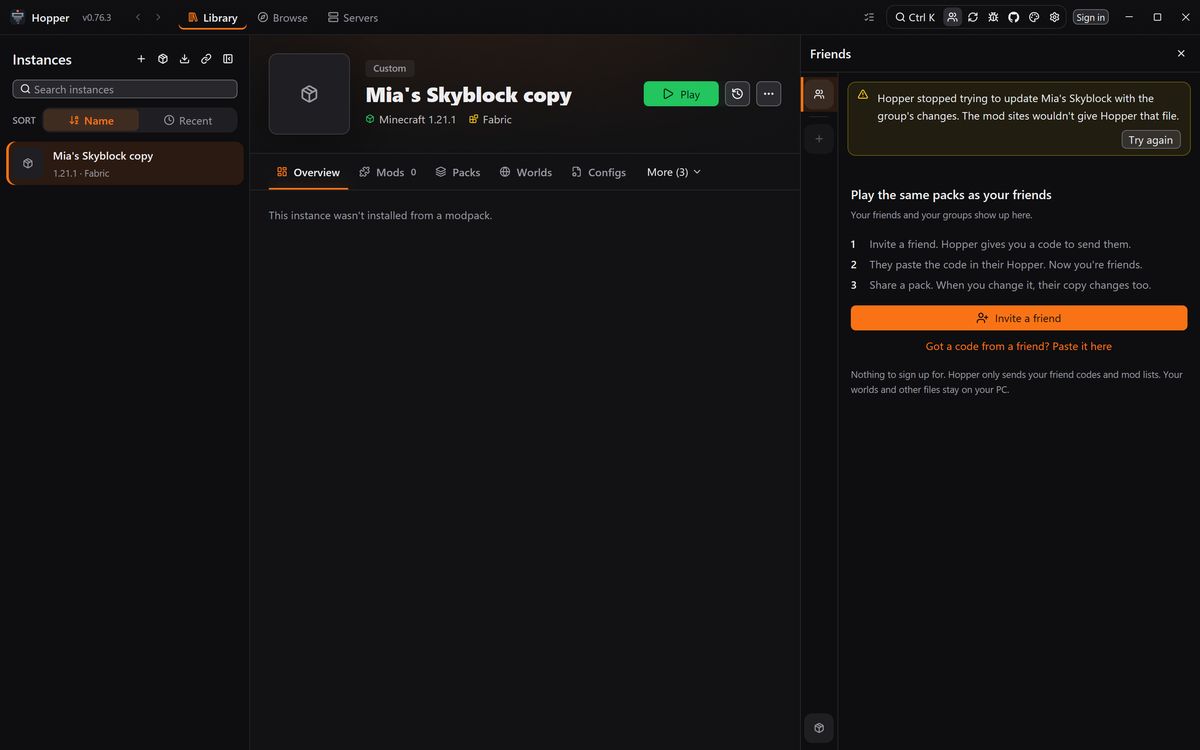 Hopper v0.76.3
Library
Browse
Servers
Ctrl K
Sign in
Instances
Search instances
SORT
Name
Recent
Mia's Skyblock copy
1.21.1 · Fabric
Custom
Mia's Skyblock copy
Minecraft 1.21.1
Fabric
Play
Overview
Mods 0
Packs
Worlds
Configs
More (3)
This instance wasn't installed from a modpack.
Friends
Hopper stopped trying to update Mia's Skyblock with the
group's changes. The mod sites wouldn't give Hopper that file.
Try again
Play the same packs as your friends
Your friends and your groups show up here.
1 Invite a friend. Hopper gives you a code to send them.
2 They paste the code in their Hopper. Now you're friends.
3 Share a pack. When you change it, their copy changes too.
Invite a friend
Got a code from a friend? Paste it here
Nothing to sign up for. Hopper only sends your friend codes and mod lists. Your
worlds and other files stay on your PC.